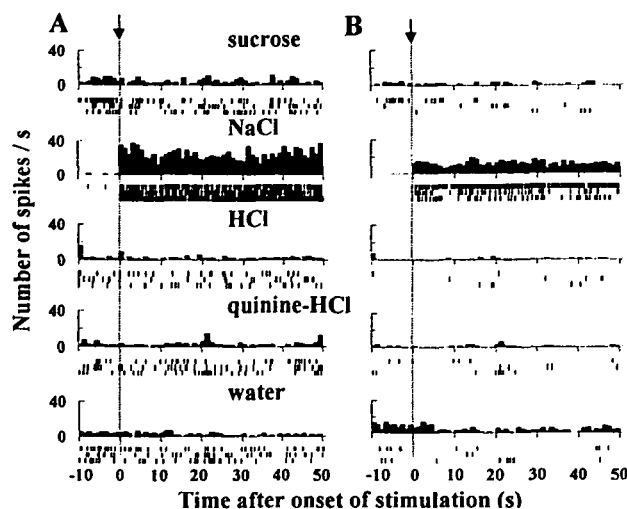 A
B
sucrose
40
0
NaCl
40
20
0
HCl
40
0
quinine-HCl
40
0
water
40
0
Number of spikes / s
-10 0 10 20 30 40 50
-10 0 10 20 30 40 50
Time after onset of stimulation (s)